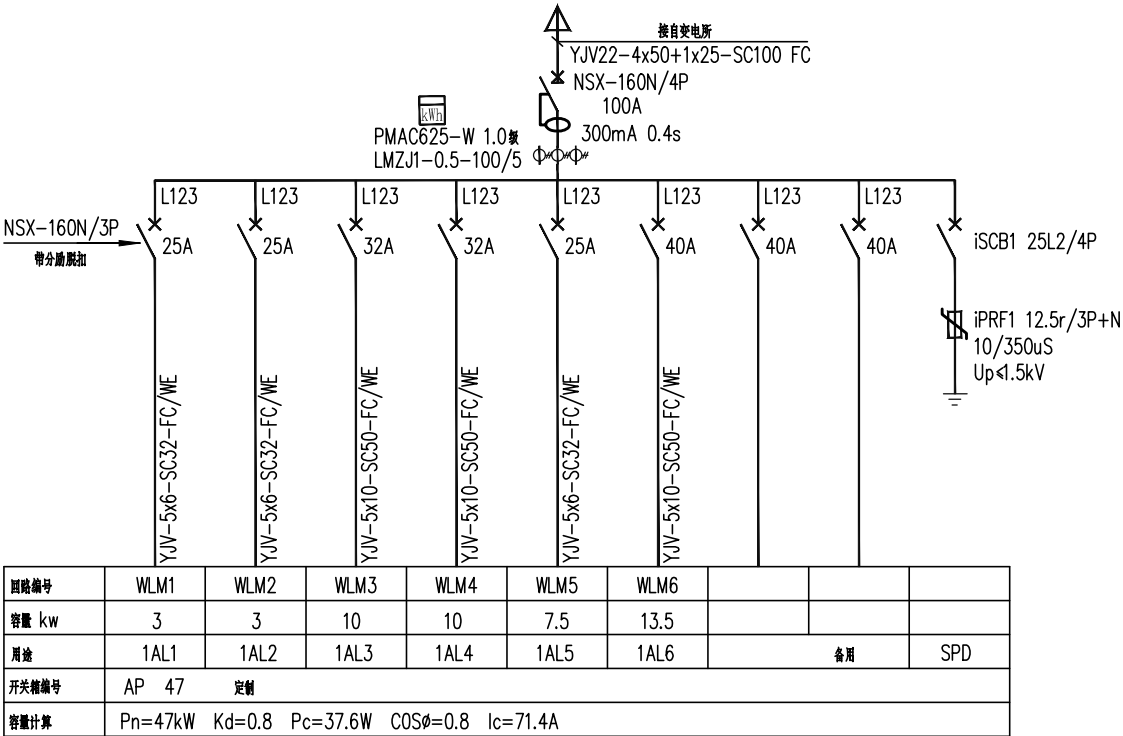 接自变电所
YJV22-4x50+1x25-SC100 FC
NSX-160N/4P
100A
300mA 0.4s
kWh
PMAC625-W 1.0级
LMZJ1-0.5-100/5
L123 L123 L123 L123 L123 L123 L123 L123
NSX-160N/3P
带分励脱扣
25A 25A 32A 32A 25A 40A 40A 40A
iSCB1 25L2/4P
iPRF1 12.5r/3P+N
10/350uS
Up≤1.5kV
YJV-5x6-SC32-FC/WE
YJV-5x6-SC32-FC/WE
YJV-5x10-SC50-FC/WE
YJV-5x10-SC50-FC/WE
YJV-5x6-SC32-FC/WE
YJV-5x10-SC50-FC/WE
回路编号 WLM1 WLM2 WLM3 WLM4 WLM5 WLM6
容量 kw 3 3 10 10 7.5 13.5
用途 1AL1 1AL2 1AL3 1AL4 1AL5 1AL6 备用 SPD
开关箱编号 AP 47 定制
容量计算 Pn=47kW Kd=0.8 Pc=37.6W COSø=0.8 Ic=71.4A